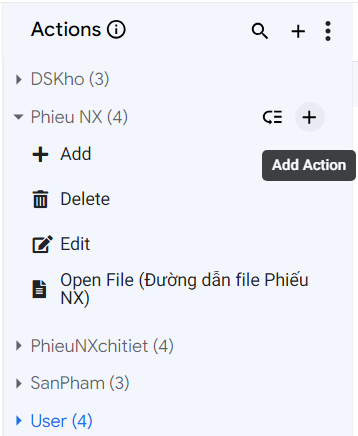 Actions
DSKho (3)
Phieu NX (4)
Add
Add Action
Delete
Edit
Open File (Đường dẫn file Phiếu
NX)
PhieuNXchitiet (4)
SanPham (3)
User (4)